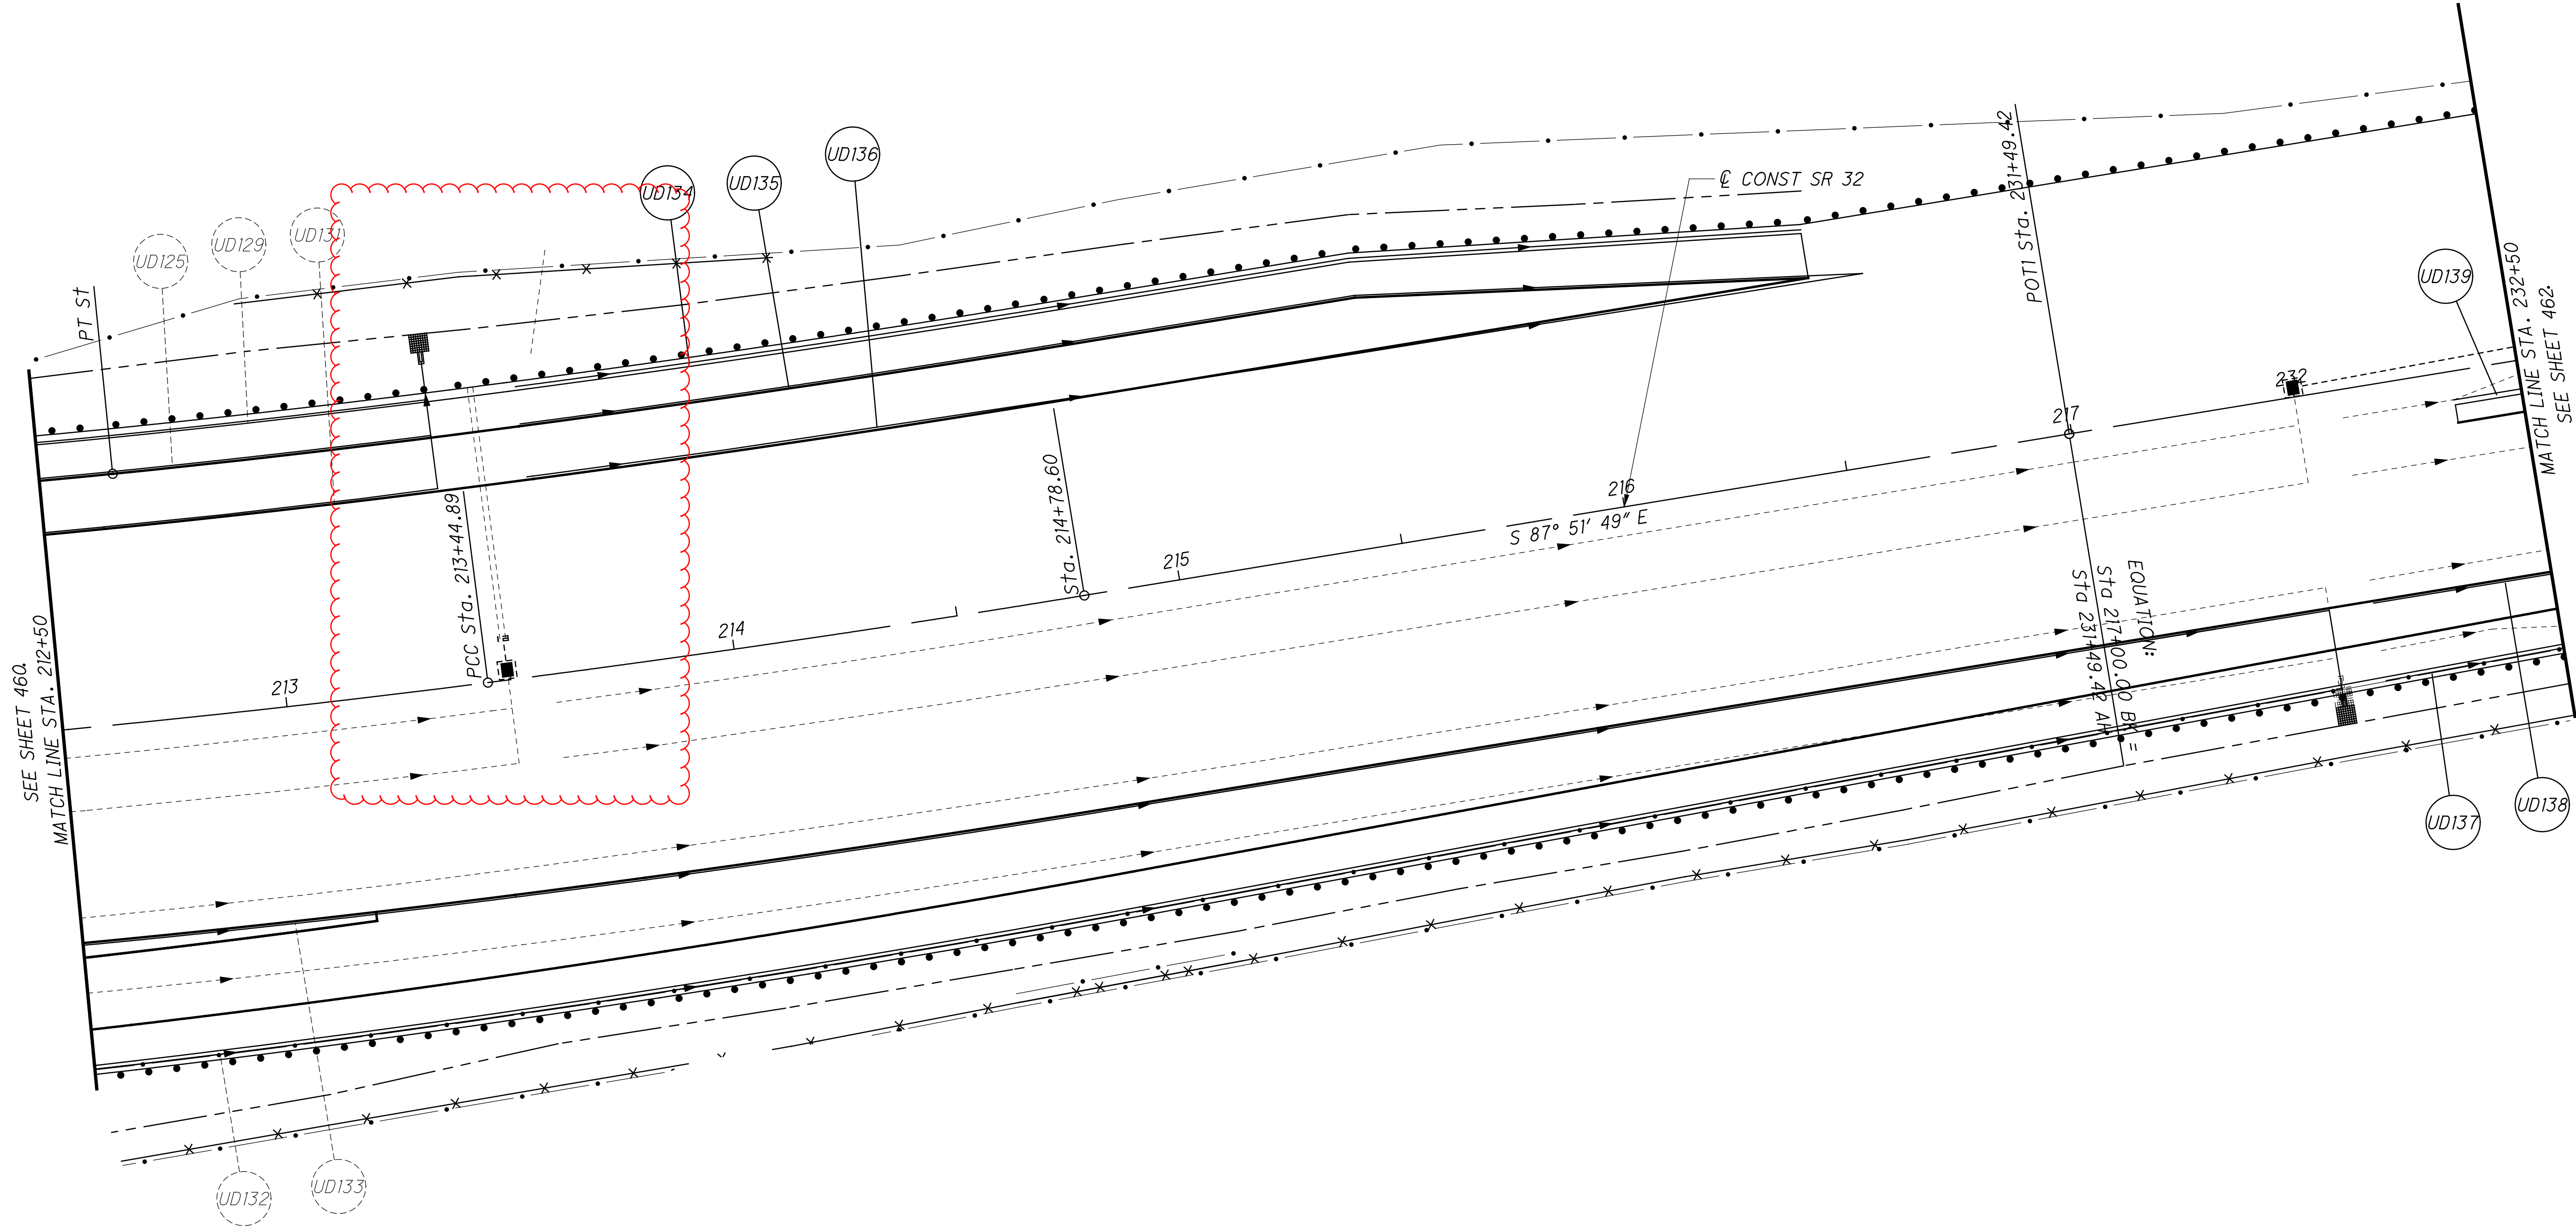 UD125
UD129
UD131
UD134
UD135
UD136
PT St
℄ CONST SR 32
POT1 Sta. 231+49.42
UD139
MATCH LINE STA. 232+50
SEE SHEET 462.
232
217
216
S 87° 51' 49" E
215
Sta. 214+78.60
PCC Sta. 213+44.89
214
213
EQUATION:
Sta 217+00.00 BK =
Sta 231+49.42 AH
SEE SHEET 460.
MATCH LINE STA. 212+50
UD137
UD138
UD132
UD133